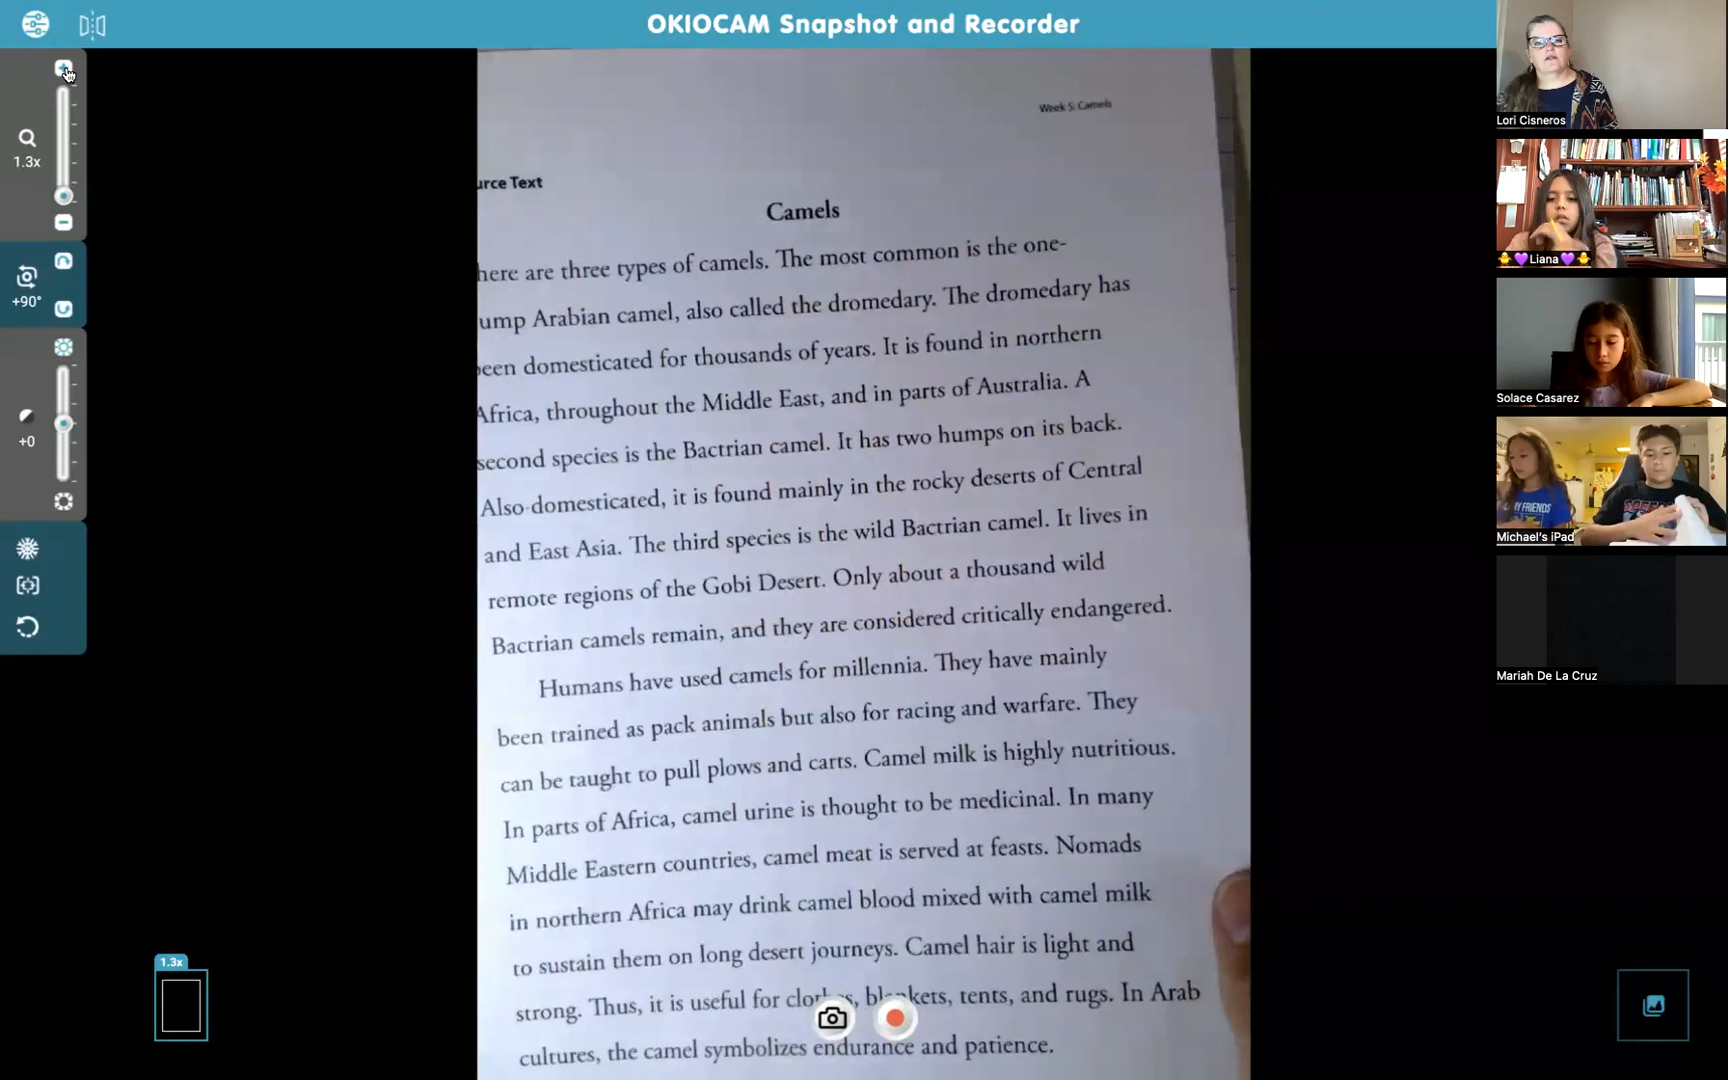 OKIOCAM Snapshot and Recorder
1.3x
+90°
+0
1.3x
Week 5: Camels
urce Text
Camels
here are three types of camels. The most common is the one-
ump Arabian camel, also called the dromedary. The dromedary has
een domesticated for thousands of years. It is found in northern
Africa, throughout the Middle East, and in parts of Australia. A
second species is the Bactrian camel. It has two humps on its back.
Also domesticated, it is found mainly in the rocky deserts of Central
and East Asia. The third species is the wild Bactrian camel. It lives in
remote regions of the Gobi Desert. Only about a thousand wild
Bactrian camels remain, and they are considered critically endangered.
Humans have used camels for millennia. They have mainly
been trained as pack animals but also for racing and warfare. They
can be taught to pull plows and carts. Camel milk is highly nutritious.
In parts of Africa, camel urine is thought to be medicinal. In many
Middle Eastern countries, camel meat is served at feasts. Nomads
in northern Africa may drink camel blood mixed with camel milk
to sustain them on long desert journeys. Camel hair is light and
strong. Thus, it is useful for clothes, blankets, tents, and rugs. In Arab
cultures, the camel symbolizes endurance and patience.
Lori Cisneros
🐥💜Liana💜🐥
Solace Casarez
MY FRIENDS
Michael's iPad
Mariah De La Cruz